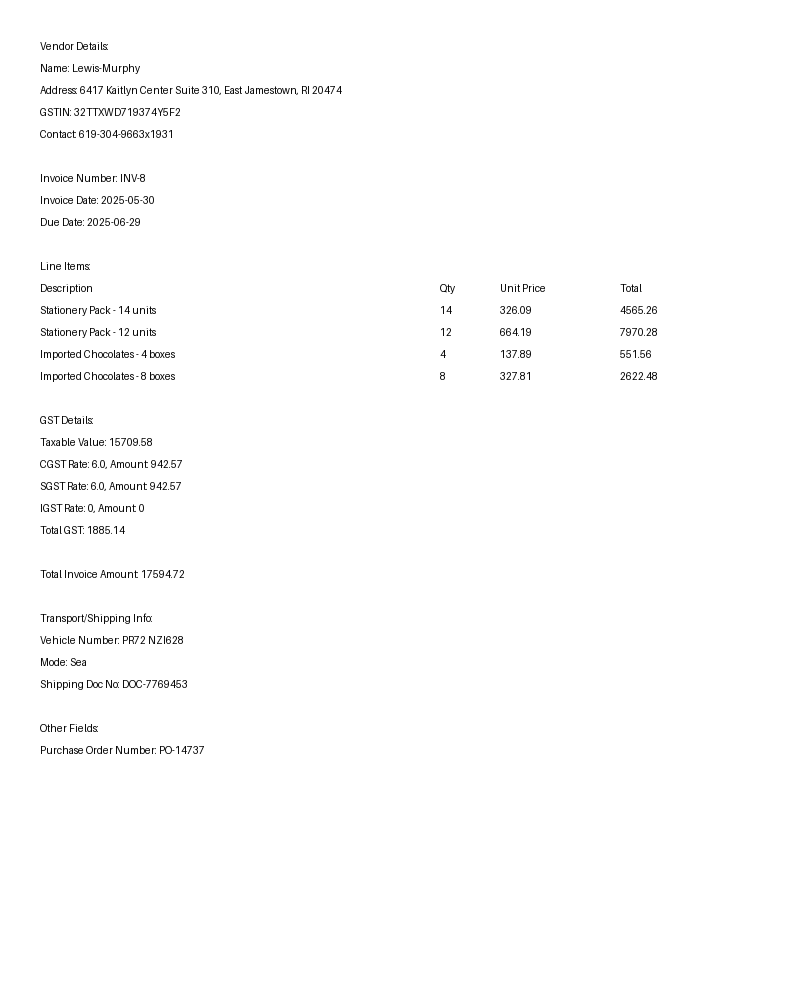 Vendor Details:
Name: Lewis-Murphy
Address: 6417 Kaitlyn Center Suite 310, East Jamestown, RI 20474
GSTIN: 32TTXWD719374Y5F2
Contact: 619-304-9663x1931
Invoice Number: INV-8
Invoice Date: 2025-05-30
Due Date: 2025-06-29
Line Items:
Description Qty Unit Price Total
Stationery Pack - 14 units 14 326.09 4565.26
Stationery Pack - 12 units 12 664.19 7970.28
Imported Chocolates - 4 boxes 4 137.89 551.56
Imported Chocolates - 8 boxes 8 327.81 2622.48
GST Details:
Taxable Value: 15709.58
CGST Rate: 6.0, Amount: 942.57
SGST Rate: 6.0, Amount: 942.57
IGST Rate: 0, Amount: 0
Total GST: 1885.14
Total Invoice Amount: 17594.72
Transport/Shipping Info:
Vehicle Number: PR72 NZI628
Mode: Sea
Shipping Doc No: DOC-7769453
Other Fields:
Purchase Order Number: PO-14737